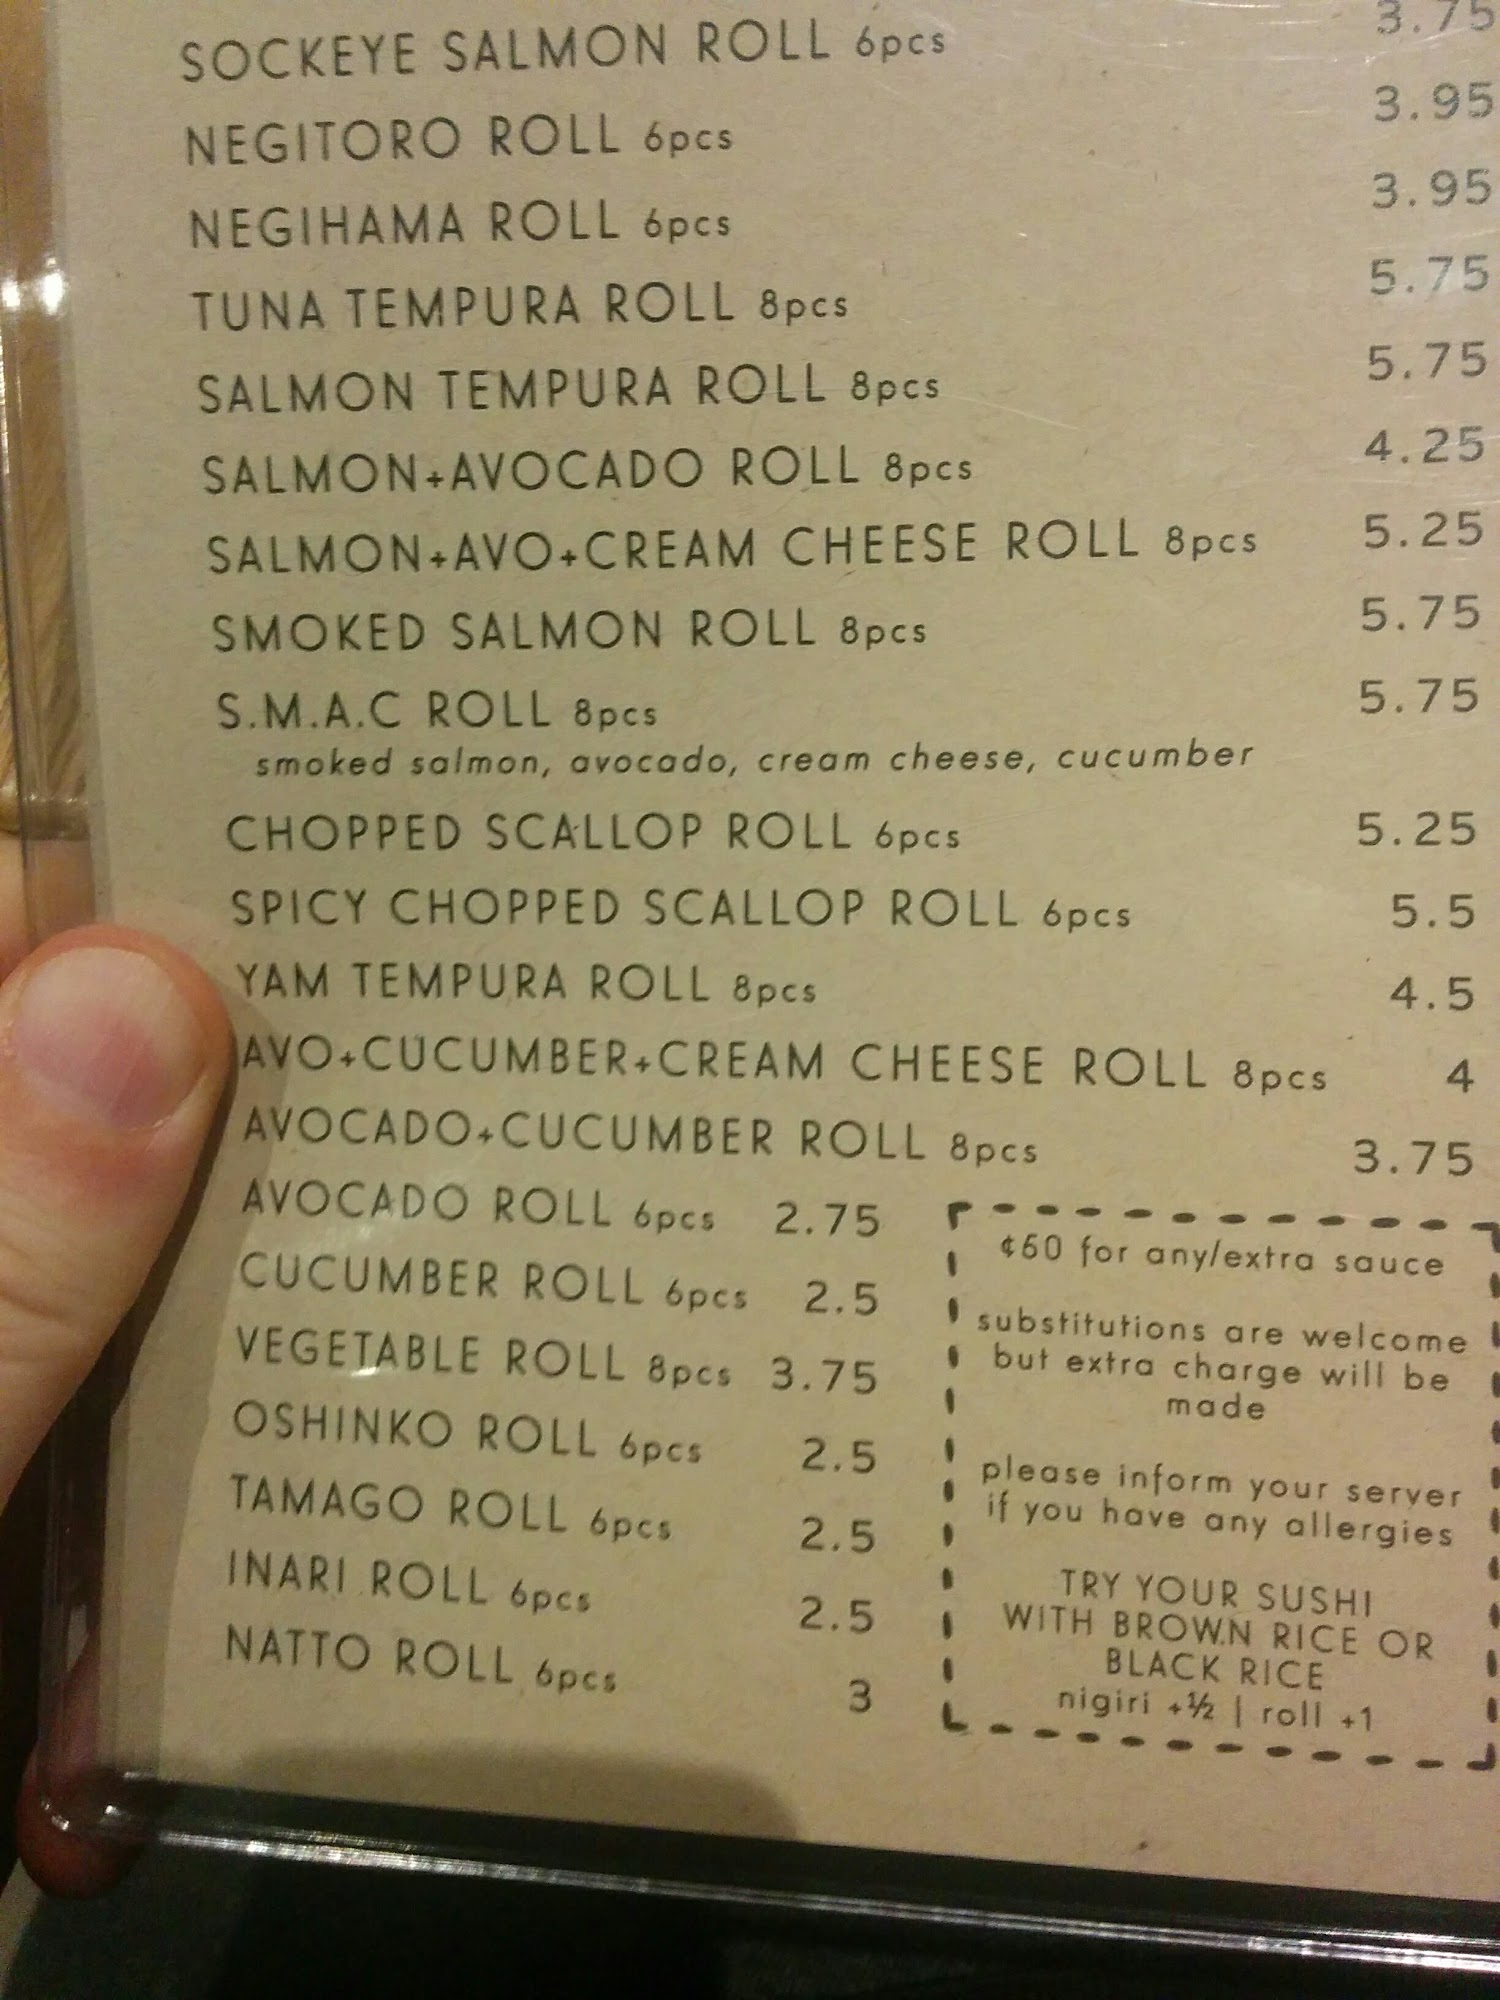 SOCKEYE SALMON ROLL 6pcs 3.75
NEGITORO ROLL 6pcs 3.95
NEGIHAMA ROLL 6pcs 3.95
TUNA TEMPURA ROLL 8pcs 5.75
SALMON TEMPURA ROLL 8pcs 5.75
SALMON+AVOCADO ROLL 8pcs 4.25
SALMON+AVO+CREAM CHEESE ROLL 8pcs 5.25
SMOKED SALMON ROLL 8pcs 5.75
S.M.A.C ROLL 8pcs 5.75
smoked salmon, avocado, cream cheese, cucumber
CHOPPED SCALLOP ROLL 6pcs 5.25
SPICY CHOPPED SCALLOP ROLL 6pcs 5.5
YAM TEMPURA ROLL 8pcs 4.5
AVO+CUCUMBER+CREAM CHEESE ROLL 8pcs 4
AVOCADO+CUCUMBER ROLL 8pcs 3.75
AVOCADO ROLL 6pcs 2.75
CUCUMBER ROLL 6pcs 2.5
VEGETABLE ROLL 8pcs 3.75
OSHINKO ROLL 6pcs 2.5
TAMAGO ROLL 6pcs 2.5
INARI ROLL 6pcs 2.5
NATTO ROLL 6pcs 3
¢60 for any/extra sauce
substitutions are welcome
but extra charge will be
made
please inform your server
if you have any allergies
TRY YOUR SUSHI
WITH BROWN RICE OR
BLACK RICE
nigiri +½ | roll +1